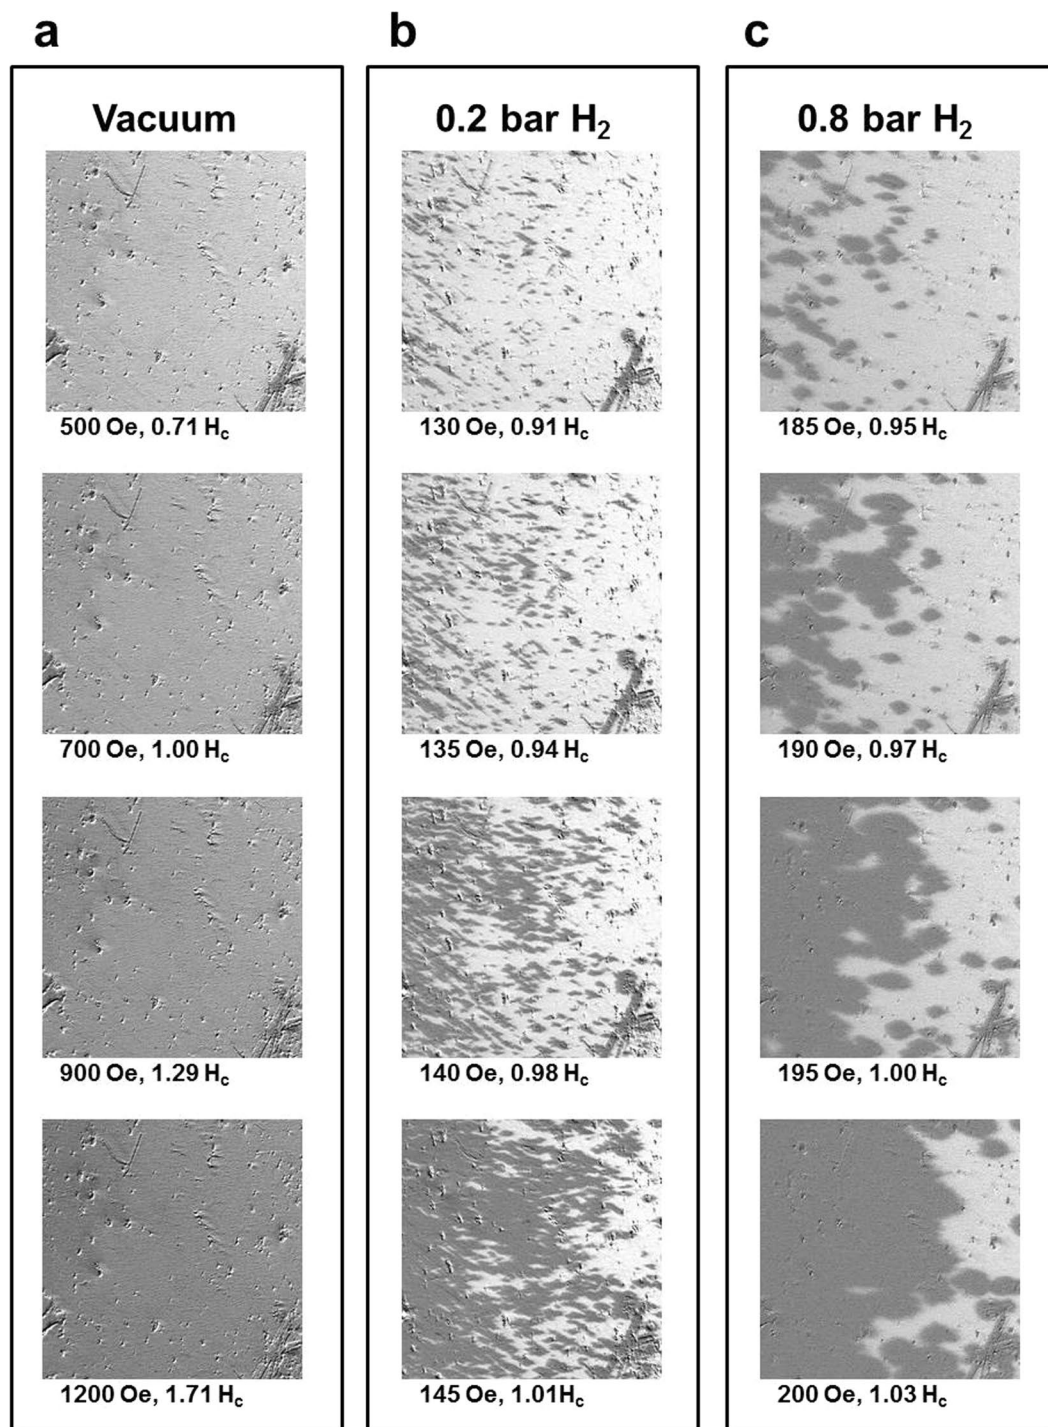 a
Vacuum
500 Oe, 0.71 Hc
700 Oe, 1.00 Hc
900 Oe, 1.29 Hc
1200 Oe, 1.71 Hc
b
0.2 bar H2
130 Oe, 0.91 Hc
135 Oe, 0.94 Hc
140 Oe, 0.98 Hc
145 Oe, 1.01Hc
c
0.8 bar H2
185 Oe, 0.95 Hc
190 Oe, 0.97 Hc
195 Oe, 1.00 Hc
200 Oe, 1.03 Hc